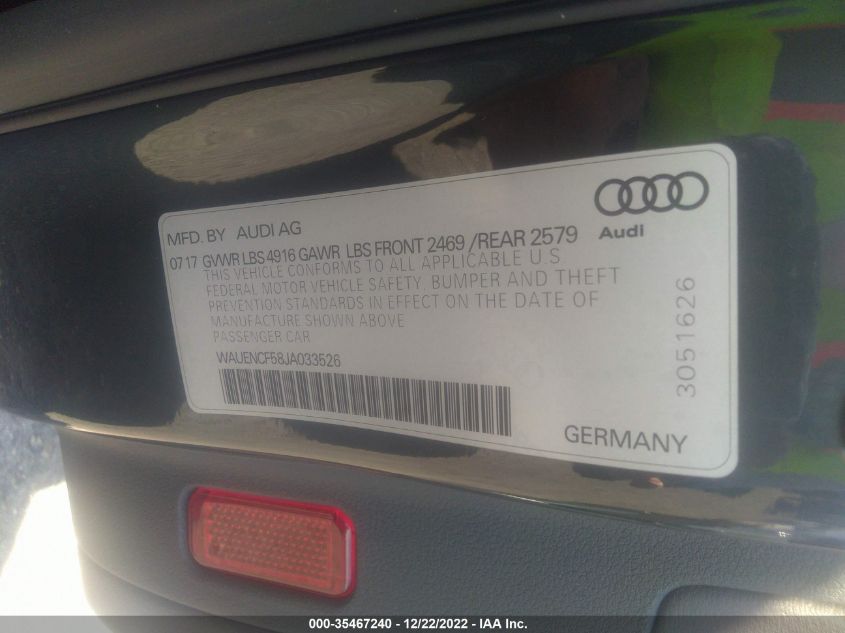 MFD. BY AUDI AG
Audi
07 17 GVWR LBS 4916 GAWR LBS FRONT 2469 /REAR 2579
THIS VEHICLE CONFORMS TO ALL APPLICABLE U.S
FEDERAL MOTOR VEHICLE SAFETY, BUMPER AND THEFT
PREVENTION STANDARDS IN EFFECT ON THE DATE OF
MANUFACTURE SHOWN ABOVE
PASSENGER CAR
WAUENCF58JA033526
3051626
GERMANY
000-35467240 - 12/22/2022 - IAA Inc.